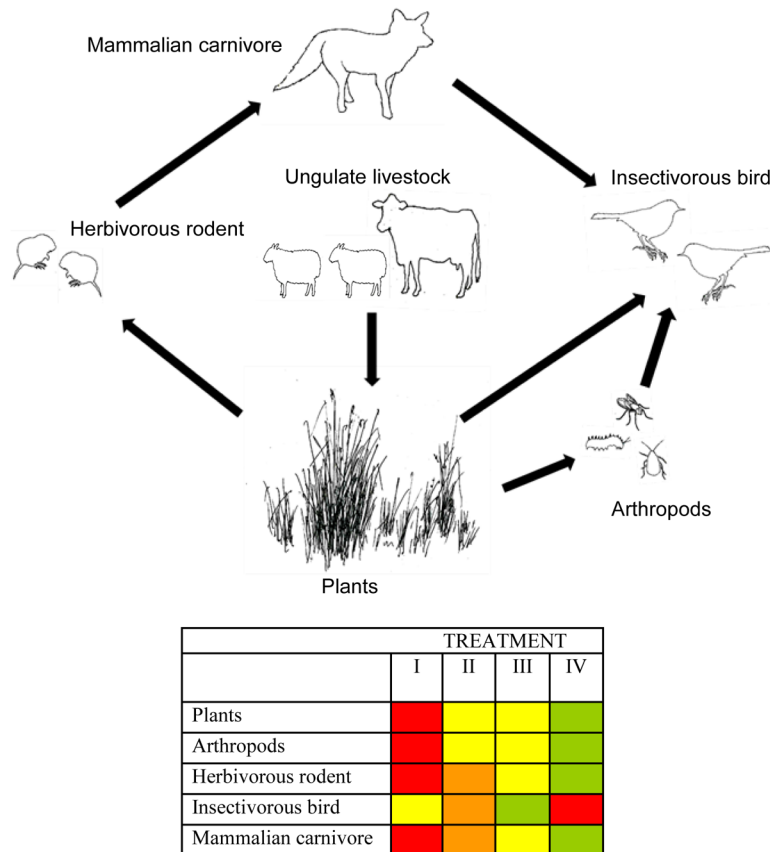 Mammalian carnivore
Ungulate livestock
Insectivorous bird
Herbivorous rodent
Arthropods
Plants
TREATMENT
I II III IV
Plants
Arthropods
Herbivorous rodent
Insectivorous bird
Mammalian carnivore